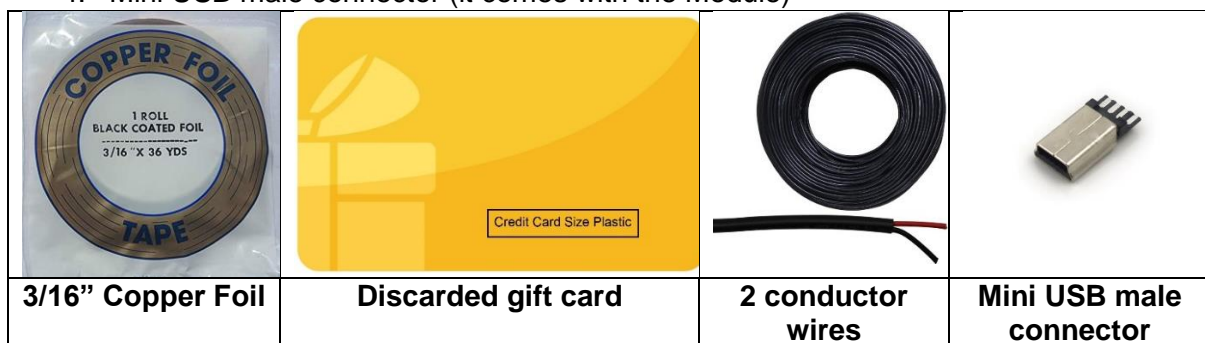 Mini USB male connector (it comes with the Module)
COPPER FOIL
1 ROLL
BLACK COATED FOIL
3/16 "X 36 YDS
TAPE
Credit Card Size Plastic
3/16” Copper Foil
Discarded gift card
2 conductor
wires
Mini USB male
connector